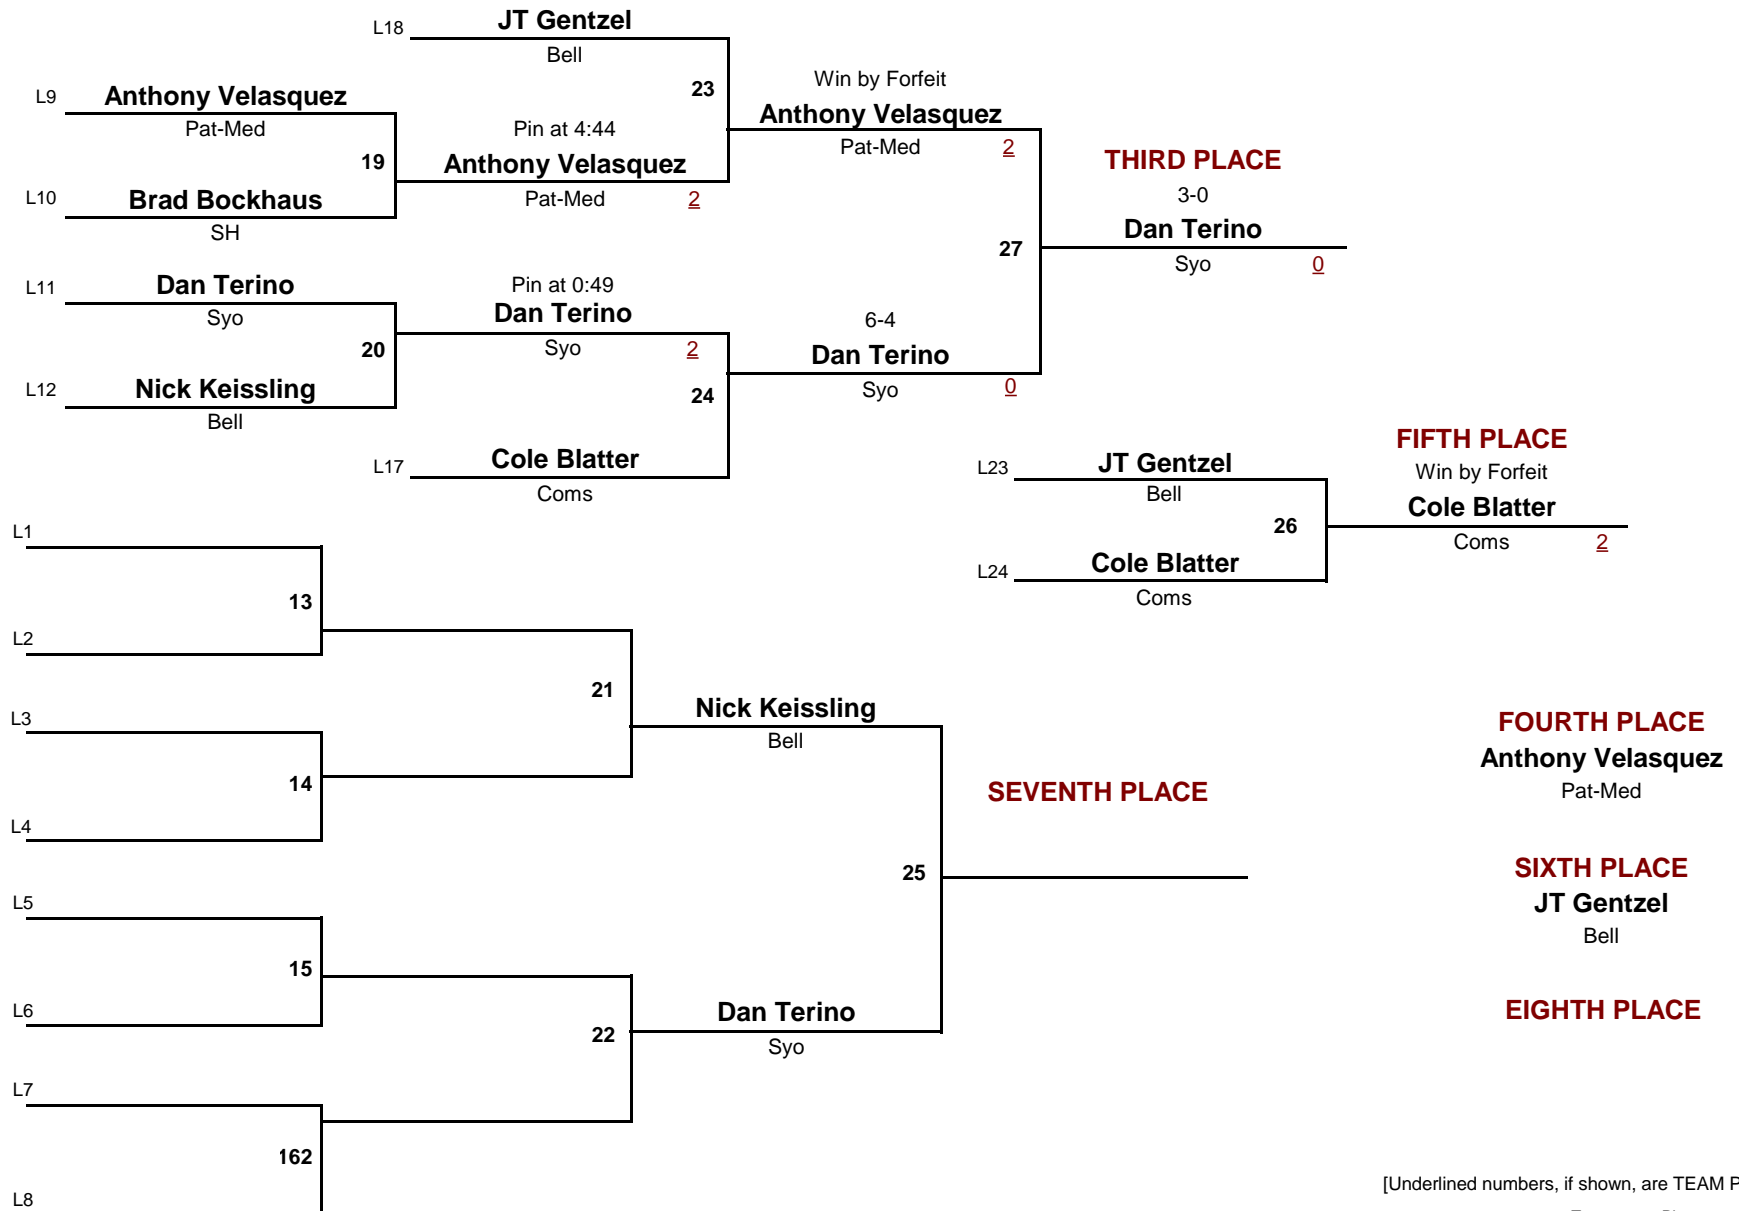 L18
JT Gentzel
Bell
23
Win by Forfeit
L9
Anthony Velasquez
Pat-Med
Pin at 4:44
Anthony Velasquez
Pat-Med
2
19
Anthony Velasquez
Pat-Med
2
THIRD PLACE
3-0
Dan Terino
Syo
0
L10
Brad Bockhaus
SH
27
L11
Dan Terino
Syo
Pin at 0:49
Dan Terino
Syo
2
20
6-4
Dan Terino
Syo
0
L12
Nick Keissling
Bell
24
L17
Cole Blatter
Coms
L23
JT Gentzel
Bell
FIFTH PLACE
Win by Forfeit
Cole Blatter
Coms
2
26
L24
Cole Blatter
Coms
L1
13
L2
21
L3
Nick Keissling
Bell
14
L4
SEVENTH PLACE
FOURTH PLACE
Anthony Velasquez
Pat-Med
25
SIXTH PLACE
JT Gentzel
Bell
L5
15
L6
22
Dan Terino
Syo
EIGHTH PLACE
L7
162
L8
[Underlined numbers, if shown, are TEAM P